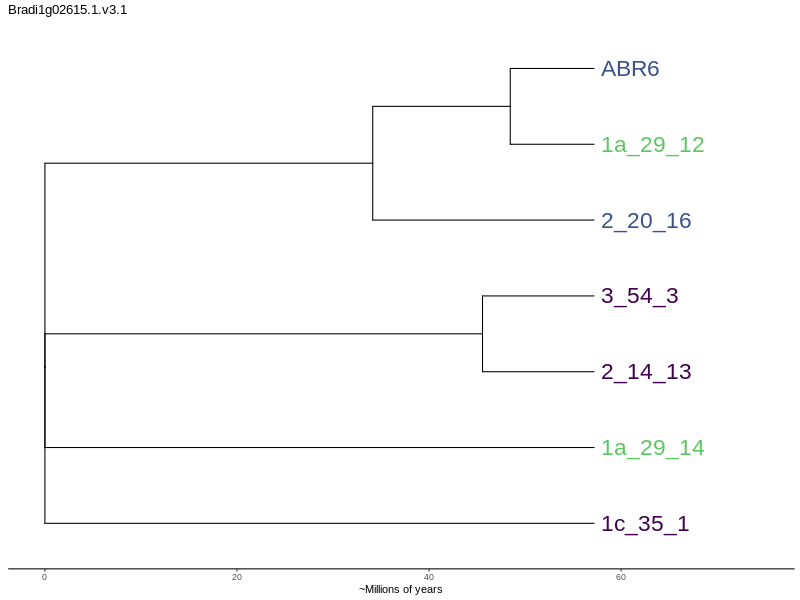 Bradi1g02615.1.v3.1
ABR6
1a_29_12
2_20_16
3_54_3
2_14_13
1a_29_14
1c_35_1
0 20 40 60
~Millions of years